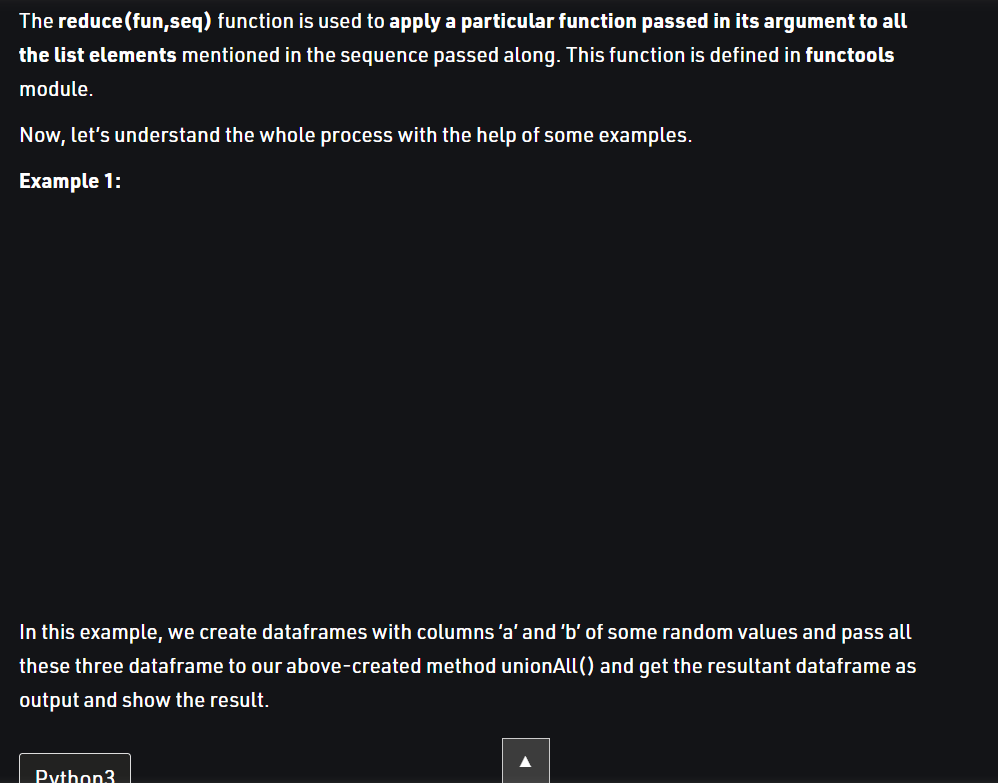 The reduce(fun,seq) function is used to apply a particular function passed in its argument to all
the list elements mentioned in the sequence passed along. This function is defined in functools
module.
Now, let’s understand the whole process with the help of some examples.
Example 1:
In this example, we create dataframes with columns ‘a’ and ‘b’ of some random values and pass all
these three dataframe to our above-created method unionAll() and get the resultant dataframe as
output and show the result.
Python3